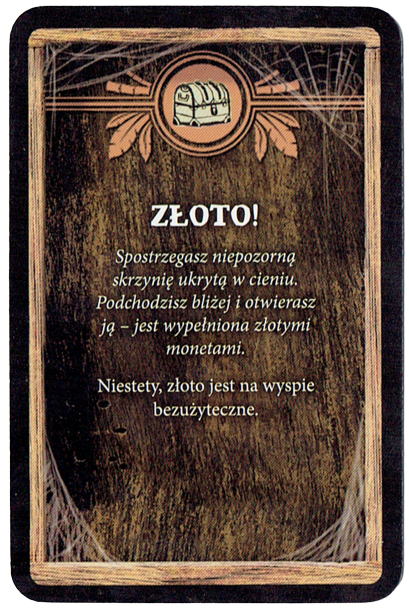 ZŁOTO!
Spostrzegasz niepozorną
skrzynię ukrytą w cieniu.
Podchodzisz bliżej i otwierasz
ją – jest wypełniona złotymi
monetami.
Niestety, złoto jest na wyspie
bezużyteczne.